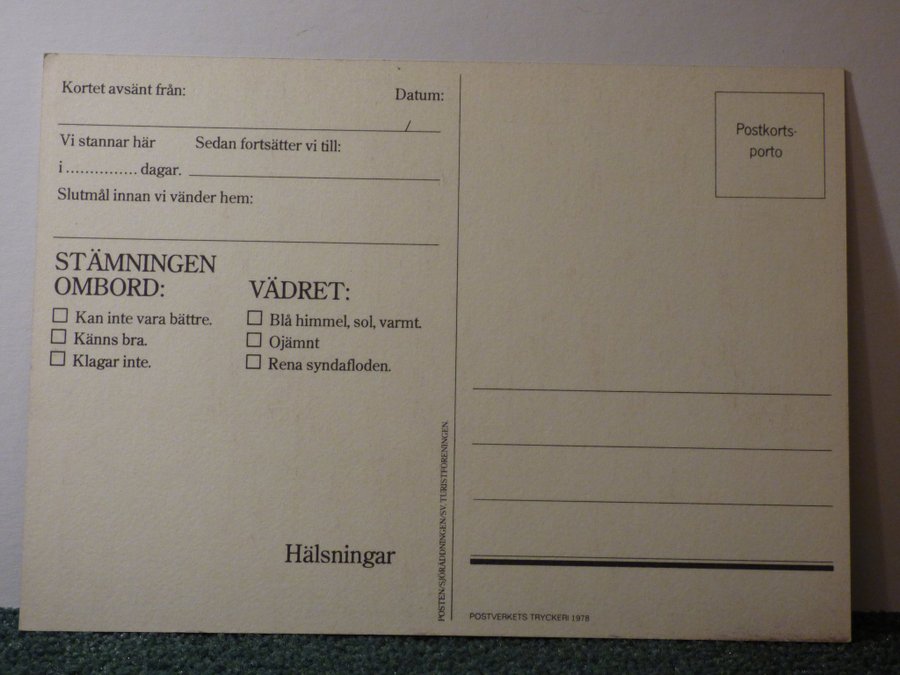 Kortet avsänt från:
Datum:
/
Vi stannar här
Sedan fortsätter vi till:
i............... dagar.
Slutmål innan vi vänder hem:
STÄMNINGEN
OMBORD:
Kan inte vara bättre.
Känns bra.
Klagar inte.
VÄDRET:
Blå himmel, sol, varmt.
Ojämnt
Rena syndafloden.
Hälsningar
POSTEN/SJÖRÄDDNINGEN/SV. TURISTFÖRENINGEN.
Postkorts-
porto
POSTVERKETS TRYCKERI 1978